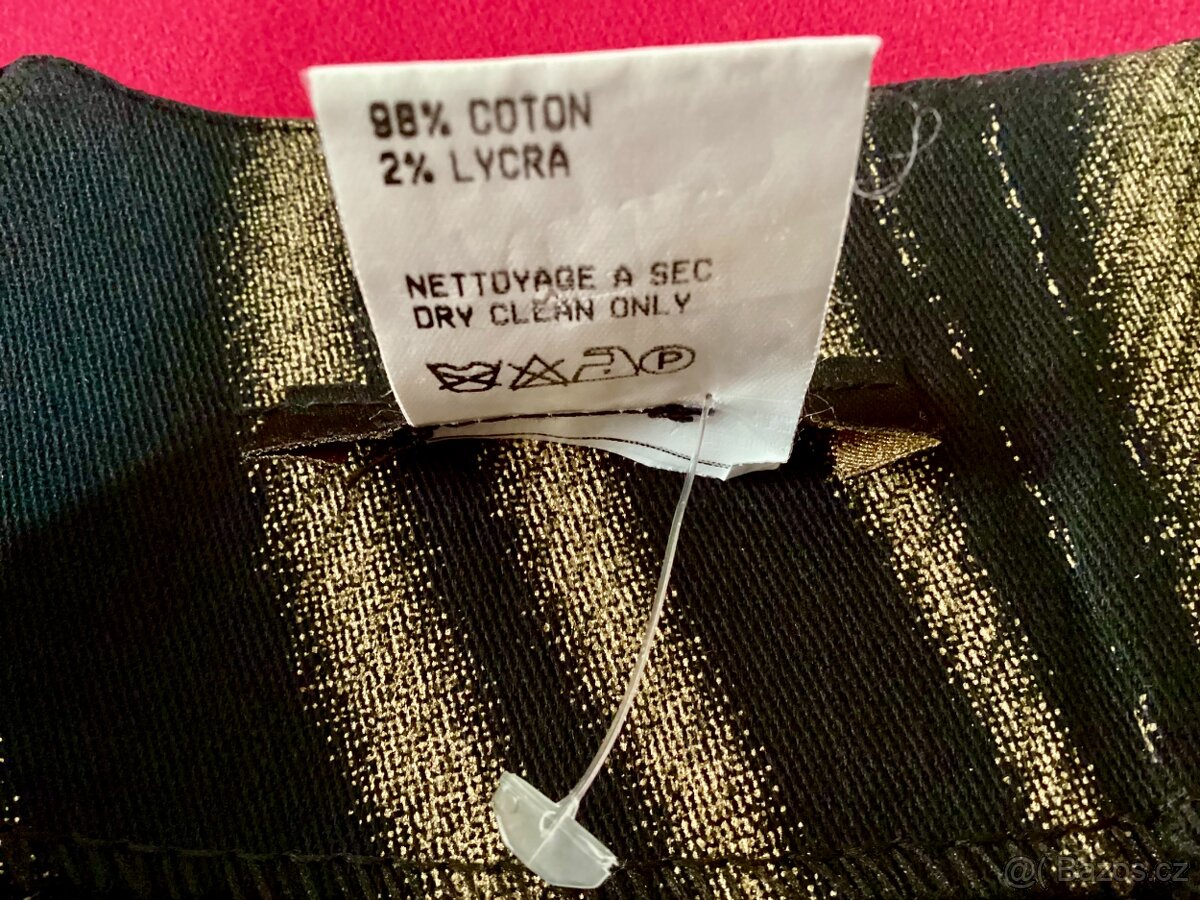 98% COTON
2% LYCRA
NETTOYAGE A SEC
DRY CLEAN ONLY
P
@( Bazos.cz